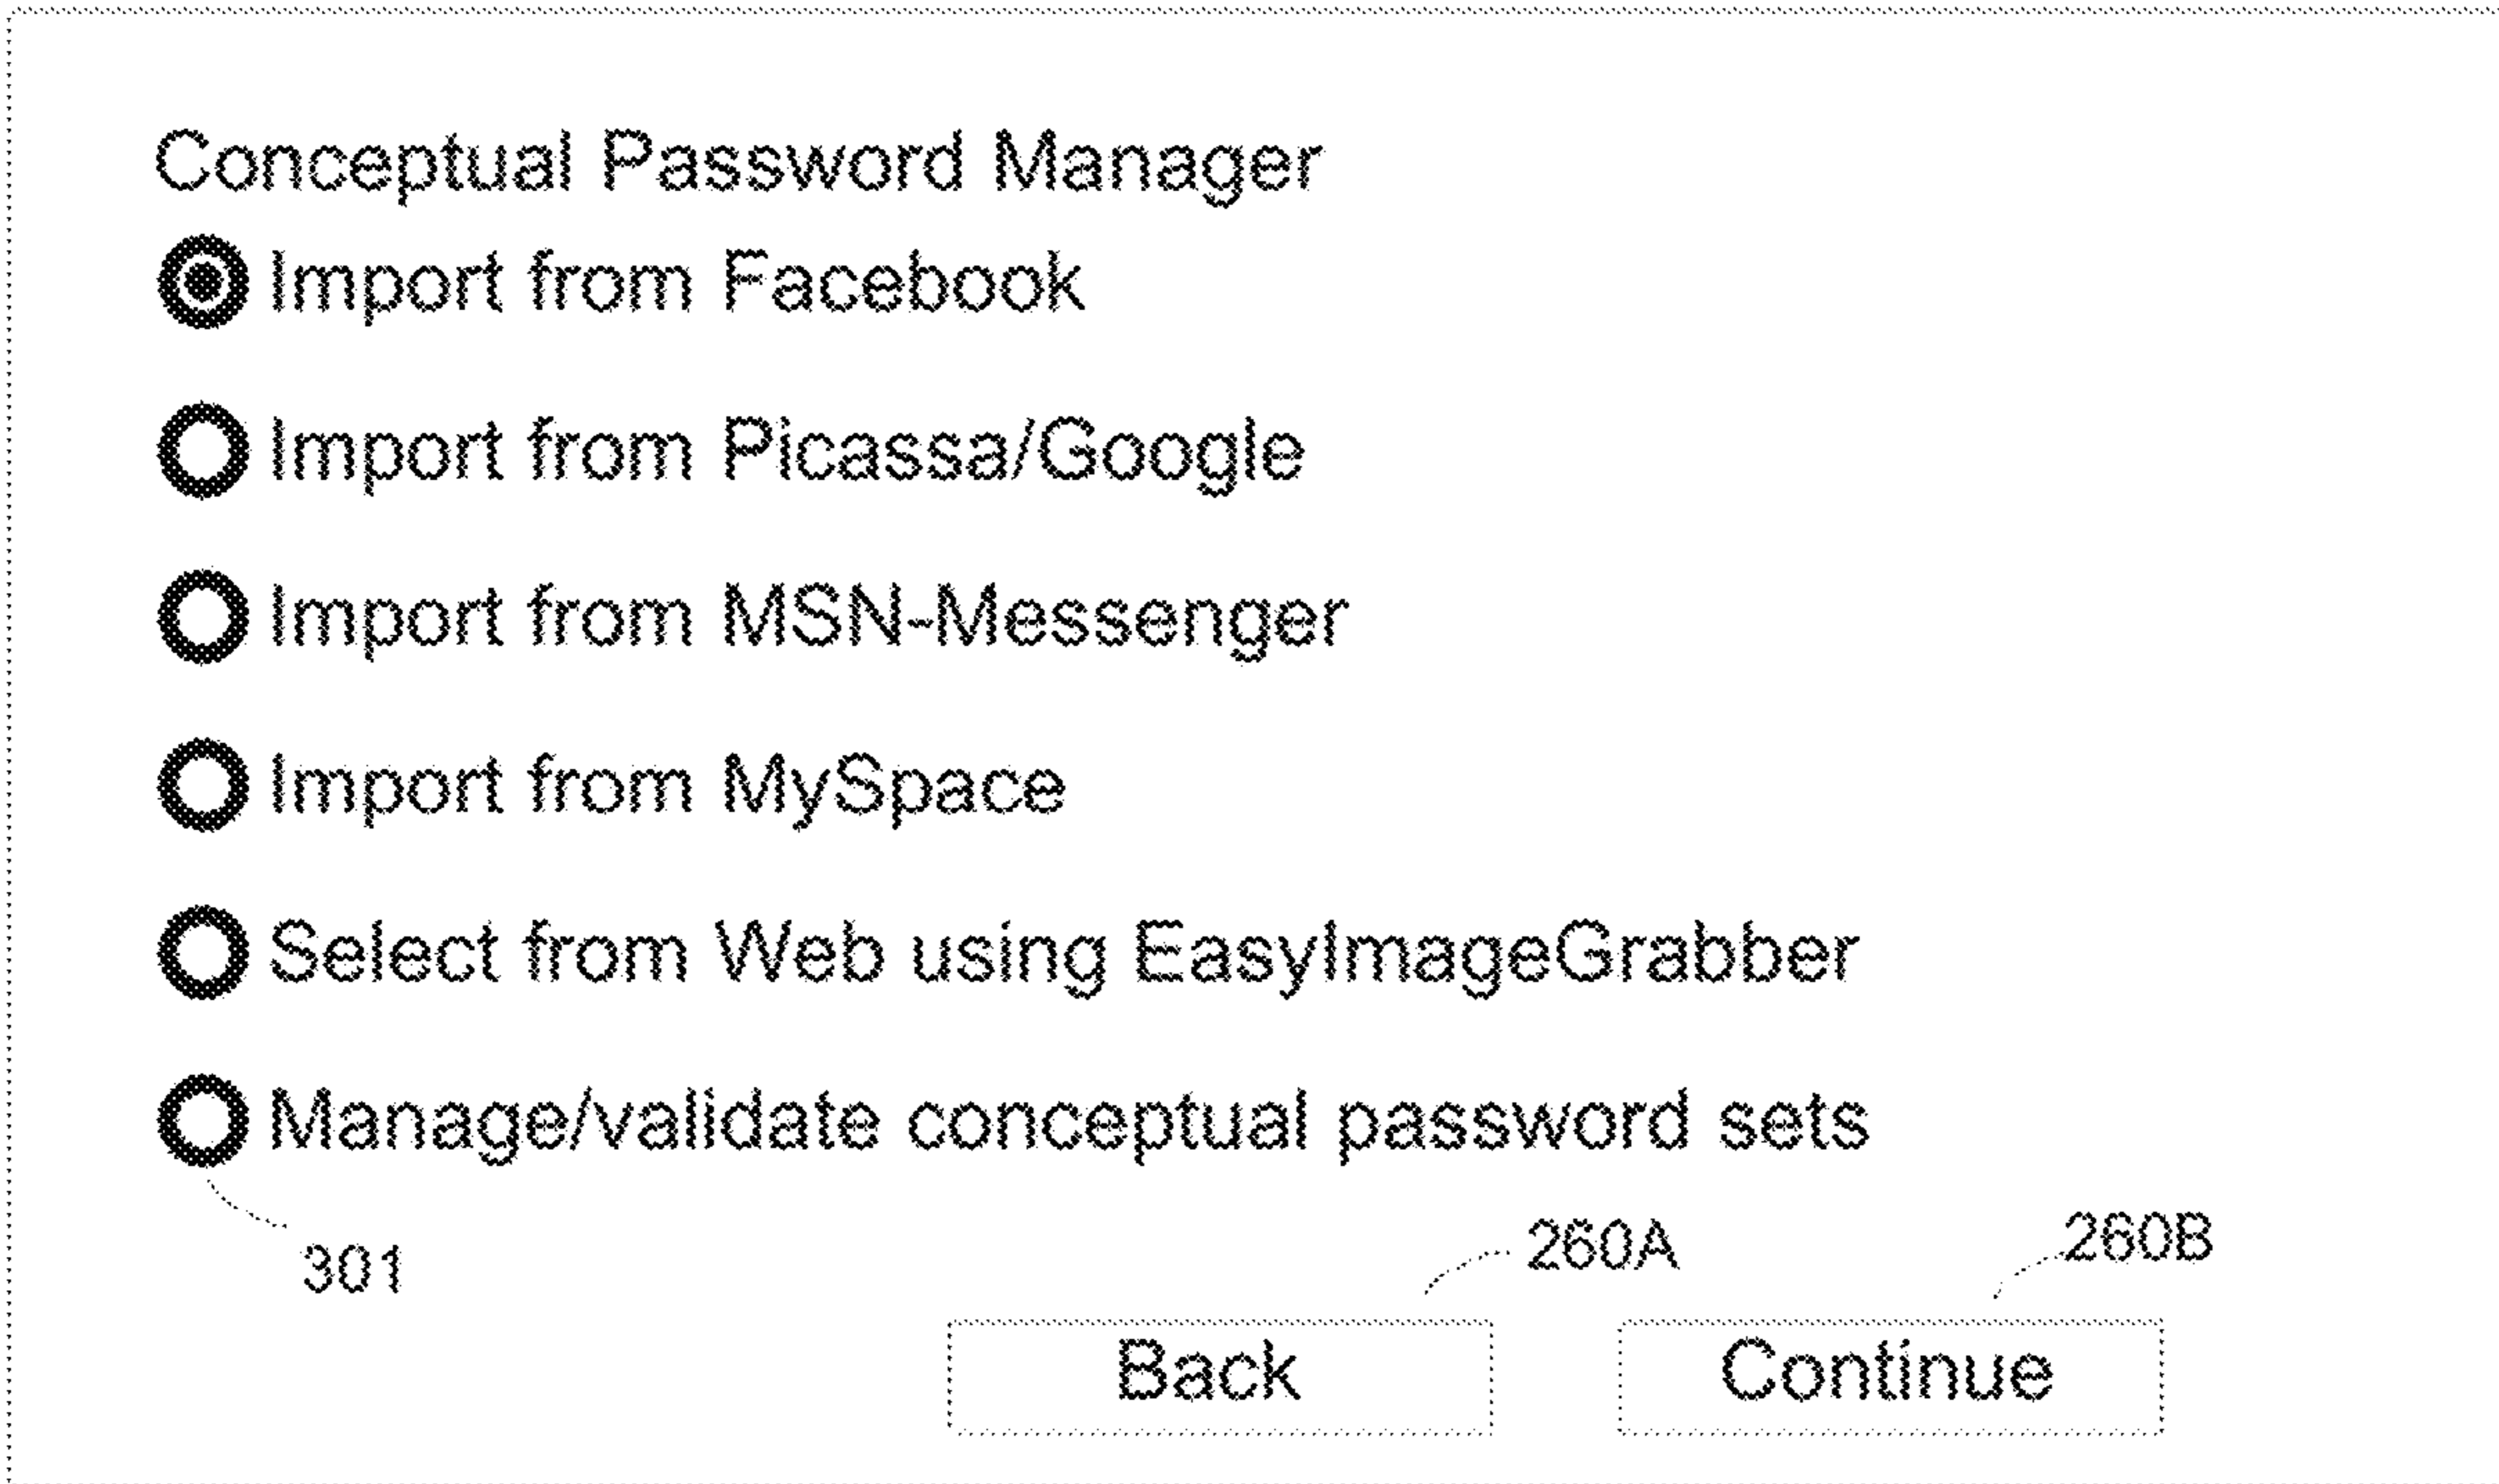 Conceptual Password Manager
Import from Facebook
Import from Picassa/Google
Import from MSN-Messenger
Import from MySpace
Select from Web using EasyImageGrabber
Manage/validate conceptual password sets
301
260A
260B
Back
Continue